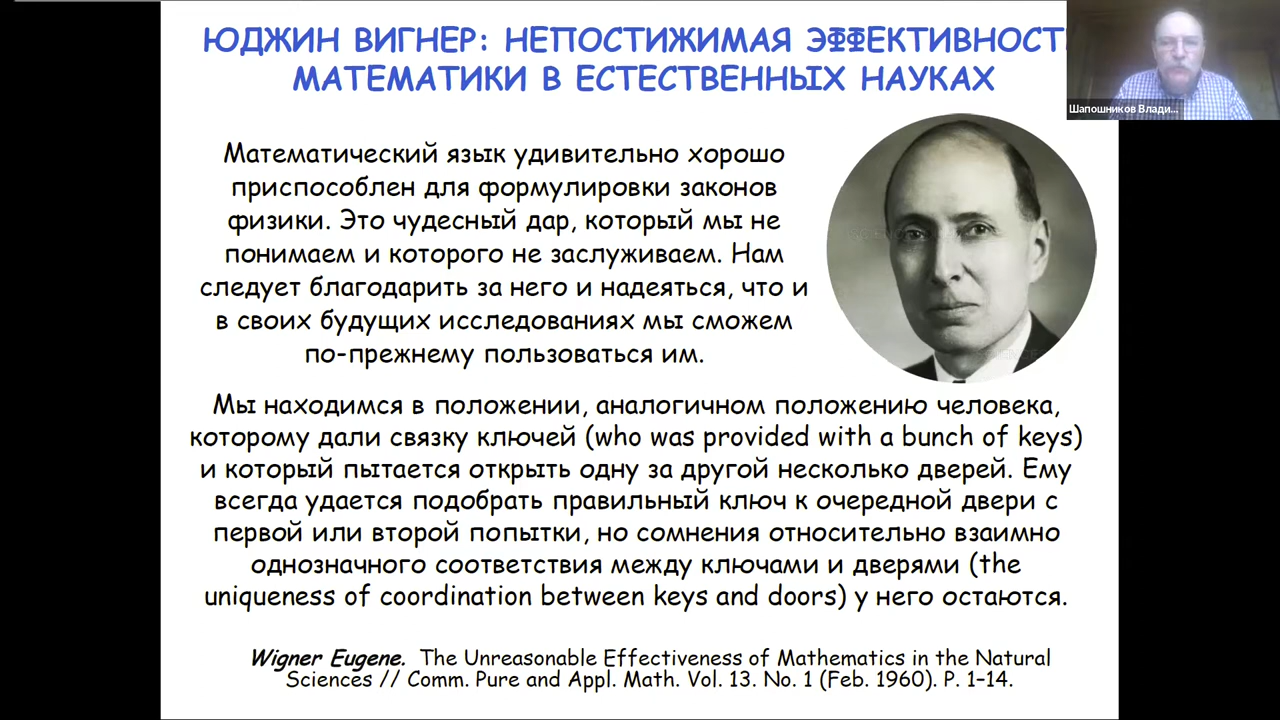 ЮДЖИН ВИГНЕР: НЕПОСТИЖИМАЯ ЭФФЕКТИВНОСТ
МАТЕМАТИКИ В ЕСТЕСТВЕННЫХ НАУКАХ
Шапошников Влади...
Математический язык удивительно хорошо
приспособлен для формулировки законов
физики. Это чудесный дар, который мы не
понимаем и которого не заслуживаем. Нам
следует благодарить за него и надеяться, что и
в своих будущих исследованиях мы сможем
по-прежнему пользоваться им.
Мы находимся в положении, аналогичном положению человека,
которому дали связку ключей (who was provided with a bunch of keys)
и который пытается открыть одну за другой несколько дверей. Ему
всегда удается подобрать правильный ключ к очередной двери с
первой или второй попытки, но сомнения относительно взаимно
однозначного соответствия между ключами и дверями (the
uniqueness of coordination between keys and doors) у него остаются.
Wigner Eugene. The Unreasonable Effectiveness of Mathematics in the Natural
Sciences // Comm. Pure and Appl. Math. Vol. 13. No. 1 (Feb. 1960). P. 1–14.